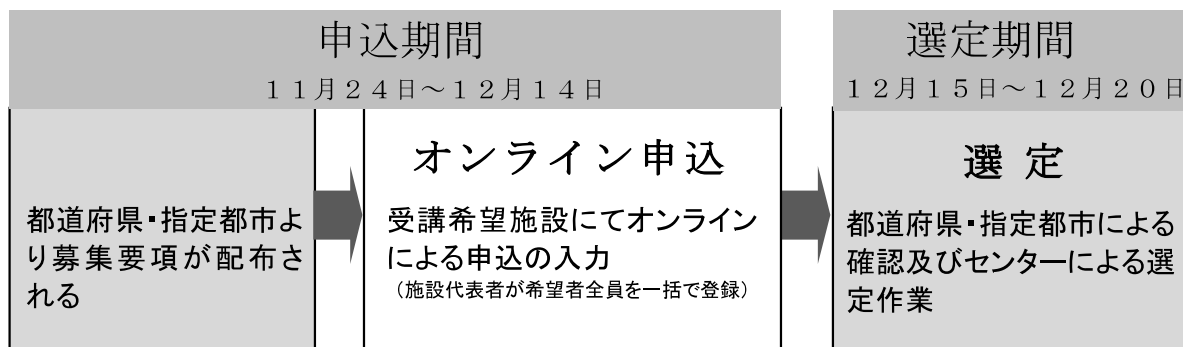 申込期間
11月24日～12月14日
都道府県・指定都市よ
り募集要項が配布さ
れる
オンライン申込
受講希望施設にてオンライン
による申込の入力
（施設代表者が希望者全員を一括で登録）
選定期間
12月15日～12月20日
選 定
都道府県・指定都市による
確認及びセンターによる選
定作業